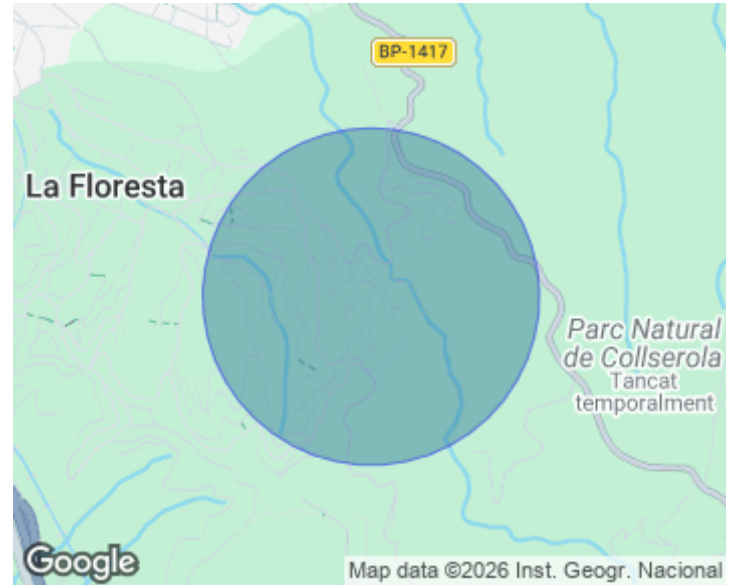 BP-1417
La Floresta
Parc Natural
de Collserola
Tancat
temporalment
Google
Map data ©2026 Inst. Geogr. Nacional